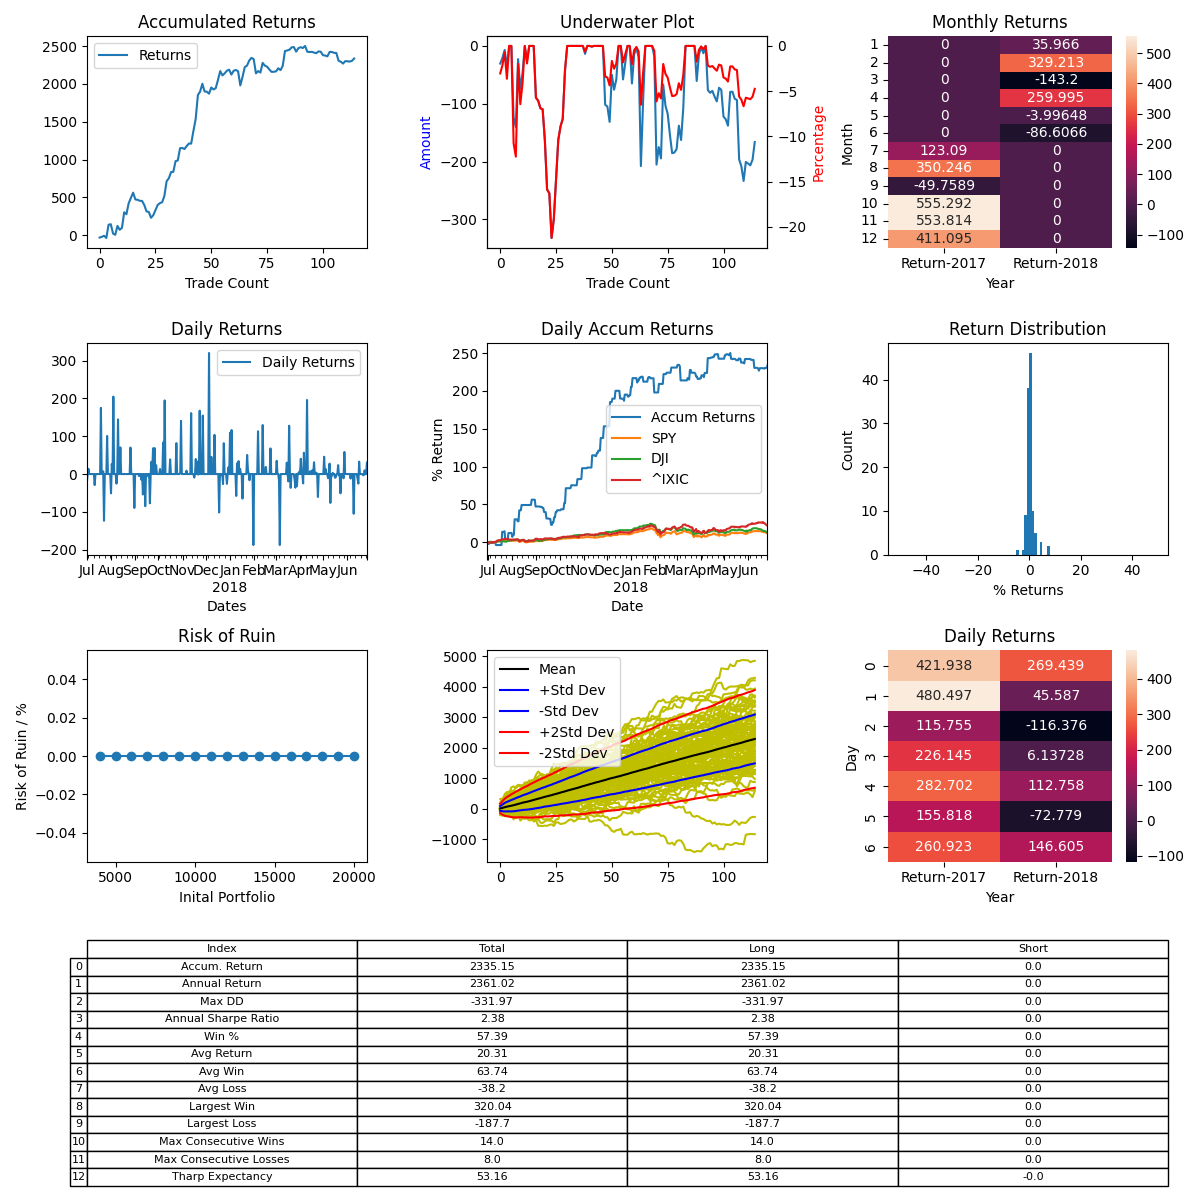 Accumulated Returns
Returns
2500
2000
1500
1000
500
0
0 25 50 75 100
Trade Count
Underwater Plot
Amount
0
−100
−200
−300
0
−5
−10
−15
−20
Percentage
0 25 50 75 100
Trade Count
Monthly Returns
Month
1 0 35.966
2 0 329.213
3 0 -143.2
4 0 259.995
5 0 -3.99648
6 0 -86.6066
7 123.09 0
8 350.246 0
9 -49.7589 0
10 555.292 0
11 553.814 0
12 411.095 0
Return-2017 Return-2018
Year
500
400
300
200
100
0
−100
Daily Returns
Daily Returns
300
200
100
0
−100
−200
Jul Aug Sep Oct Nov Dec Jan Feb Mar Apr May Jun
2018
Dates
Daily Accum Returns
% Return
250
200
150
100
50
0
Accum Returns
SPY
DJI
^IXIC
Jul Aug Sep Oct Nov Dec Jan Feb Mar Apr May Jun
2018
Date
Return Distribution
Count
40
30
20
10
0
−40 −20 0 20 40
% Returns
Risk of Ruin
Risk of Ruin / %
0.04
0.02
0.00
−0.02
−0.04
5000 10000 15000 20000
Inital Portfolio
5000
4000
3000
2000
1000
0
−1000
Mean
+Std Dev
-Std Dev
+2Std Dev
-2Std Dev
0 25 50 75 100
Daily Returns
Day
0 421.938 269.439
1 480.497 45.587
2 115.755 -116.376
3 226.145 6.13728
4 282.702 112.758
5 155.818 -72.779
6 260.923 146.605
Return-2017 Return-2018
Year
400
300
200
100
0
−100
Index Total Long Short
0 Accum. Return 2335.15 2335.15 0.0
1 Annual Return 2361.02 2361.02 0.0
2 Max DD -331.97 -331.97 0.0
3 Annual Sharpe Ratio 2.38 2.38 0.0
4 Win % 57.39 57.39 0.0
5 Avg Return 20.31 20.31 0.0
6 Avg Win 63.74 63.74 0.0
7 Avg Loss -38.2 -38.2 0.0
8 Largest Win 320.04 320.04 0.0
9 Largest Loss -187.7 -187.7 0.0
10 Max Consecutive Wins 14.0 14.0 0.0
11 Max Consecutive Losses 8.0 8.0 0.0
12 Tharp Expectancy 53.16 53.16 -0.0